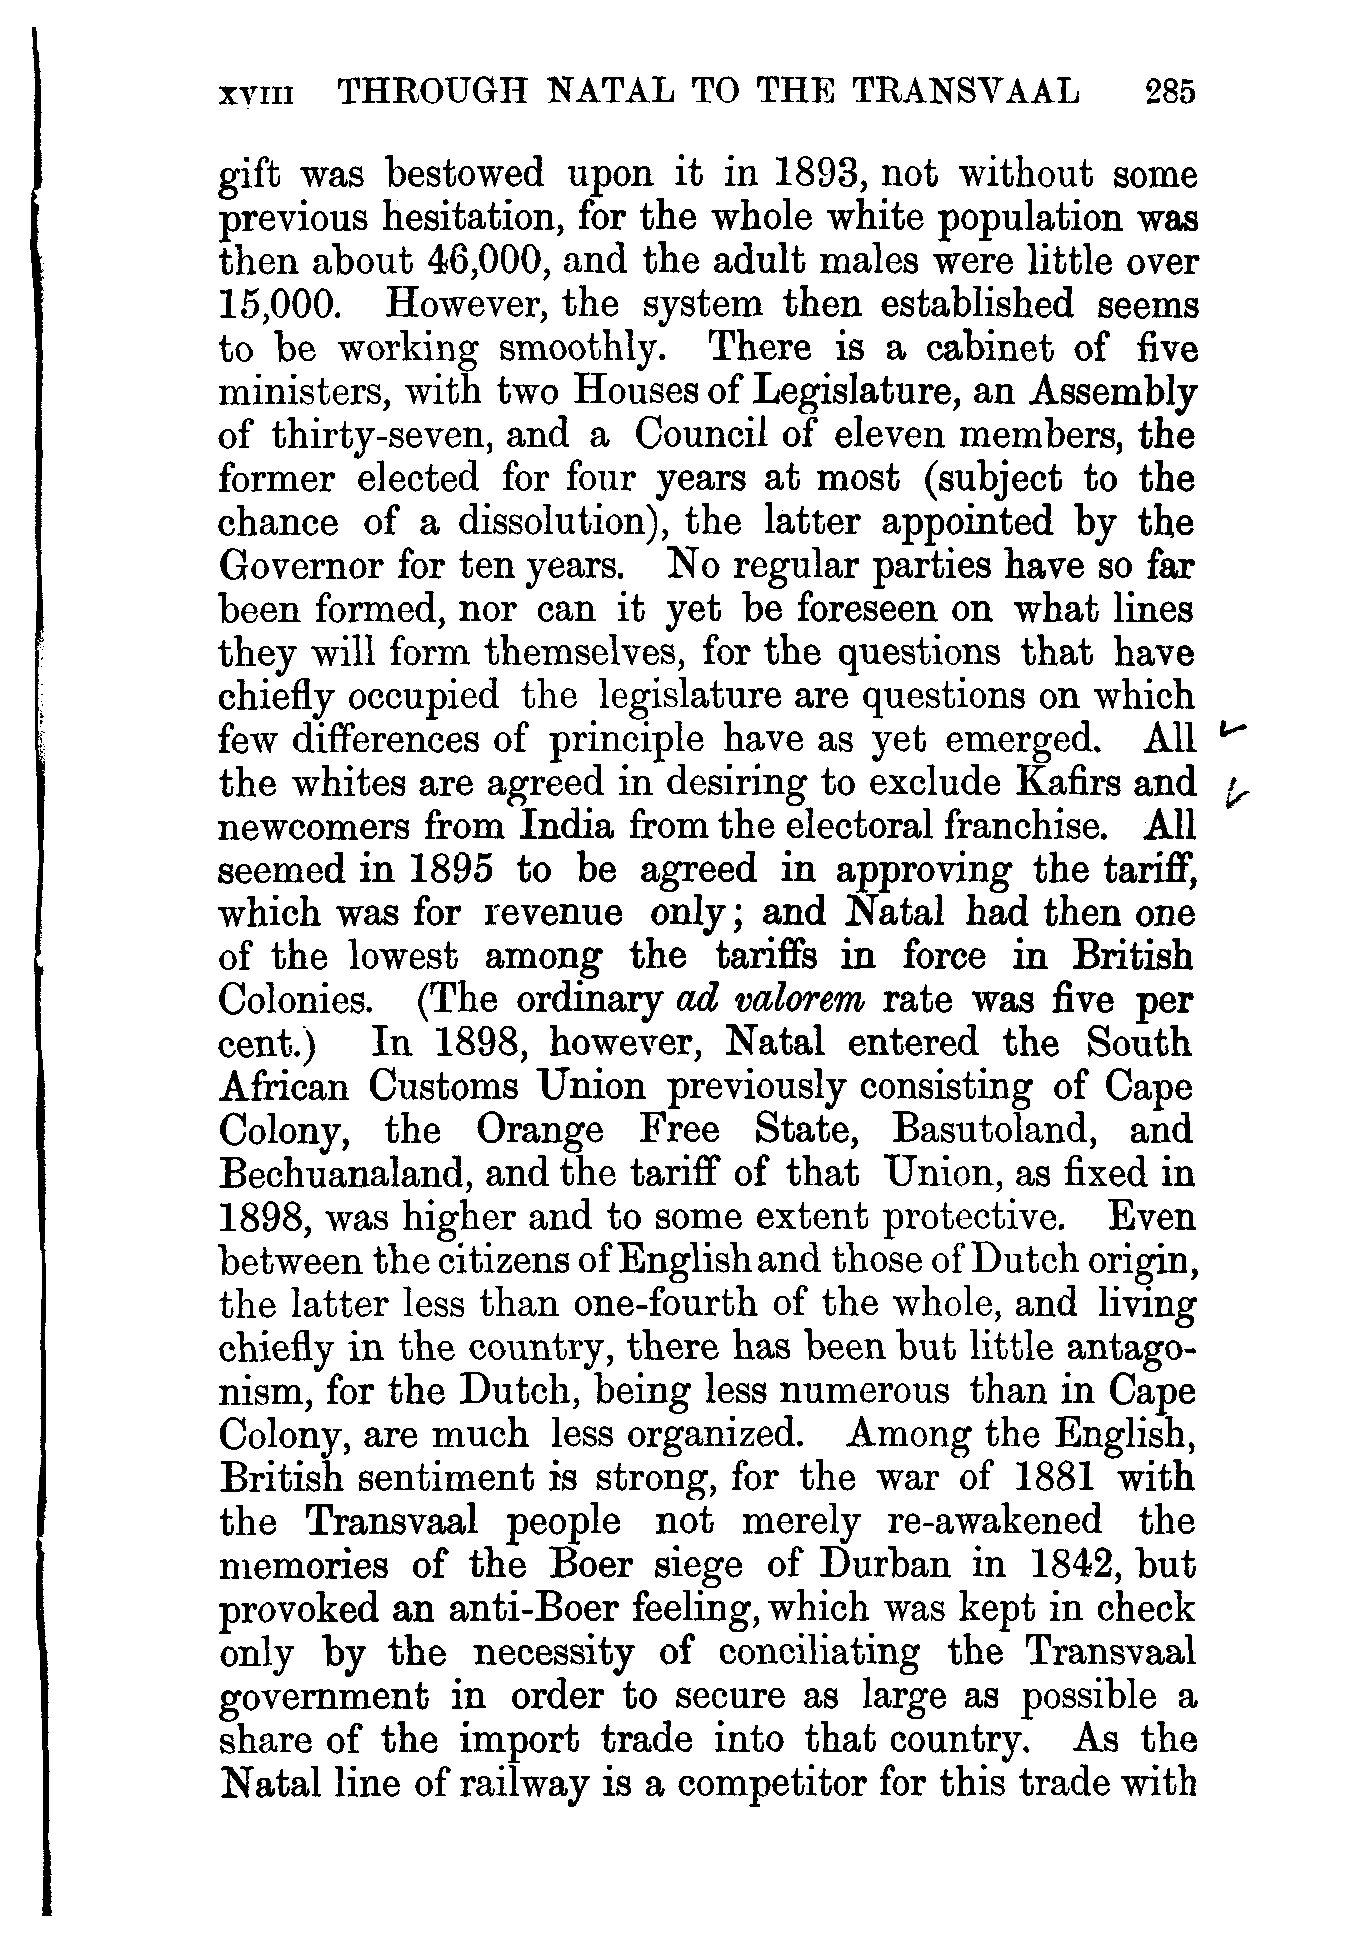 XVIII THROUGH NATAL TO THE TRANSVAAL 285
gift was bestowed upon it in 1893, not without some
previous hesitation, for the whole white population was
then about 46,000, and the adult males were little over
15,000. However, the system then established seems
to be working smoothly. There is a cabinet of five
ministers, with two Houses of Legislature, an Assembly
of thirty-seven, and a Council of eleven members, the
former elected for four years at most (subject to the
chance of a dissolution), the latter appointed by the
Governor for ten years. No regular parties have so far
been formed, nor can it yet be foreseen on what lines
they will form themselves, for the questions that have
chiefly occupied the legislature are questions on which
few differences of principle have as yet emerged. All
the whites are agreed in desiring to exclude Kafirs and
newcomers from India from the electoral franchise. All
seemed in 1895 to be agreed in approving the tariff,
which was for revenue only; and Natal had then one
of the lowest among the tariffs in force in British
Colonies. (The ordinary ad valorem rate was five per
cent.) In 1898, however, Natal entered the South
African Customs Union previously consisting of Cape
Colony, the Orange Free State, Basutoland, and
Bechuanaland, and the tariff of that Union, as fixed in
1898, was higher and to some extent protective. Even
between the citizens of English and those of Dutch origin,
the latter less than one-fourth of the whole, and living
chiefly in the country, there has been but little antago-
nism, for the Dutch, being less numerous than in Cape
Colony, are much less organized. Among the English,
British sentiment is strong, for the war of 1881 with
the Transvaal people not merely re-awakened the
memories of the Boer siege of Durban in 1842, but
provoked an anti-Boer feeling, which was kept in check
only by the necessity of conciliating the Transvaal
government in order to secure as large as possible a
share of the import trade into that country. As the
Natal line of railway is a competitor for this trade with